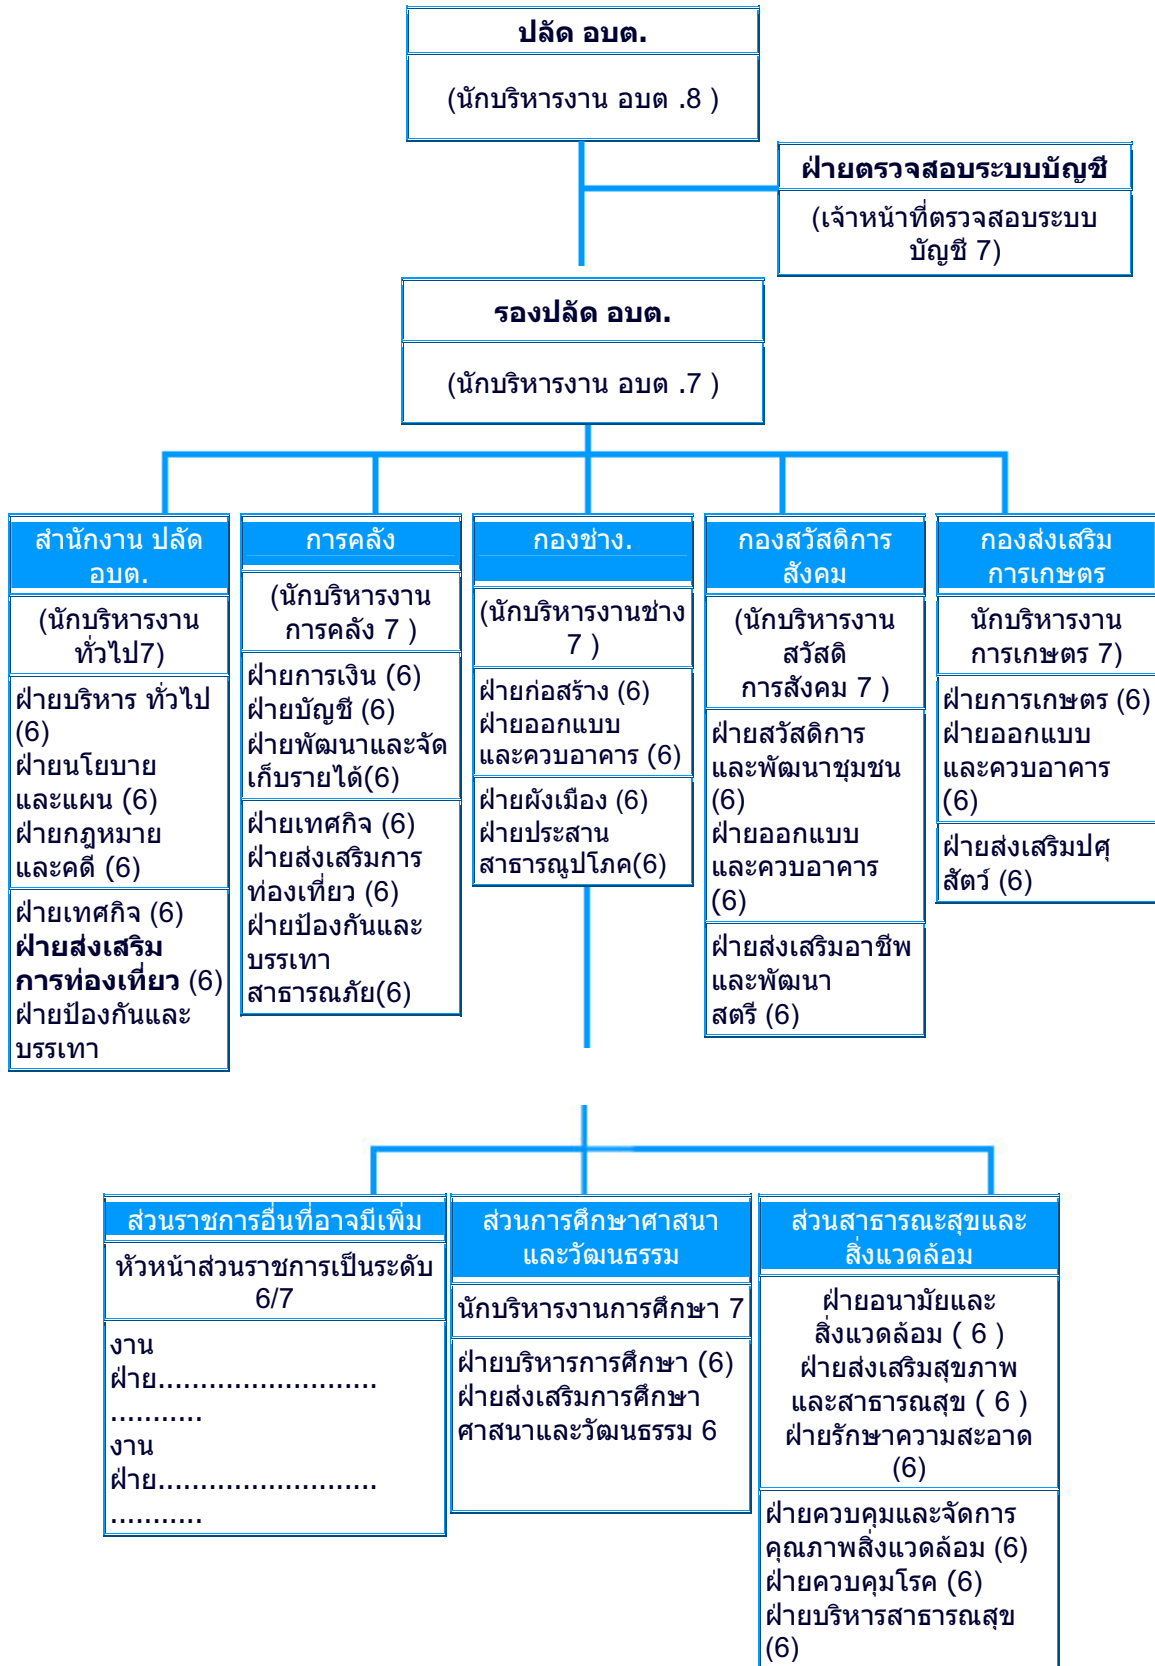 ปลัด อบต.
(นักบริหารงาน อบต .8 )
ฝ่ายตรวจสอบระบบบัญชี
(เจ้าหน้าที่ตรวจสอบระบบ
บัญชี 7)
รองปลัด อบต.
(นักบริหารงาน อบต .7 )
สำนักงาน ปลัด
อบต.
(นักบริหารงาน
ทั่วไป7)
ฝ่ายบริหาร ทั่วไป
(6)
ฝ่ายนโยบาย
และแผน (6)
ฝ่ายกฎหมาย
และคดี (6)
ฝ่ายเทศกิจ (6)
ฝ่ายส่งเสริม
การท่องเที่ยว (6)
ฝ่ายป้องกันและ
บรรเทา
การคลัง
(นักบริหารงาน
การคลัง 7 )
ฝ่ายการเงิน (6)
ฝ่ายบัญชี (6)
ฝ่ายพัฒนาและจัด
เก็บรายได้(6)
ฝ่ายเทศกิจ (6)
ฝ่ายส่งเสริมการ
ท่องเที่ยว (6)
ฝ่ายป้องกันและ
บรรเทา
สาธารณภัย(6)
กองช่าง.
(นักบริหารงานช่าง
7 )
ฝ่ายก่อสร้าง (6)
ฝ่ายออกแบบ
และควบอาคาร (6)
ฝ่ายผังเมือง (6)
ฝ่ายประสาน
สาธารณูปโภค(6)
กองสวัสดิการ
สังคม
(นักบริหารงาน
สวัสดิ
การสังคม 7 )
ฝ่ายสวัสดิการ
และพัฒนาชุมชน
(6)
ฝ่ายออกแบบ
และควบอาคาร
(6)
ฝ่ายส่งเสริมอาชีพ
และพัฒนา
สตรี (6)
กองส่งเสริม
การเกษตร
นักบริหารงาน
การเกษตร 7)
ฝ่ายการเกษตร (6)
ฝ่ายออกแบบ
และควบอาคาร
(6)
ฝ่ายส่งเสริมปศุ
สัตว์ (6)
ส่วนราชการอื่นที่อาจมีเพิ่ม
หัวหน้าส่วนราชการเป็นระดับ
6/7
งาน
ฝ่าย..........................
...........
งาน
ฝ่าย..........................
...........
ส่วนการศึกษาศาสนา
และวัฒนธรรม
นักบริหารงานการศึกษา 7
ฝ่ายบริหารการศึกษา (6)
ฝ่ายส่งเสริมการศึกษา
ศาสนาและวัฒนธรรม 6
ส่วนสาธารณะสุขและ
สิ่งแวดล้อม
ฝ่ายอนามัยและ
สิ่งแวดล้อม ( 6 )
ฝ่ายส่งเสริมสุขภาพ
และสาธารณสุข ( 6 )
ฝ่ายรักษาความสะอาด
(6)
ฝ่ายควบคุมและจัดการ
คุณภาพสิ่งแวดล้อม (6)
ฝ่ายควบคุมโรค (6)
ฝ่ายบริหารสาธารณสุข
(6)